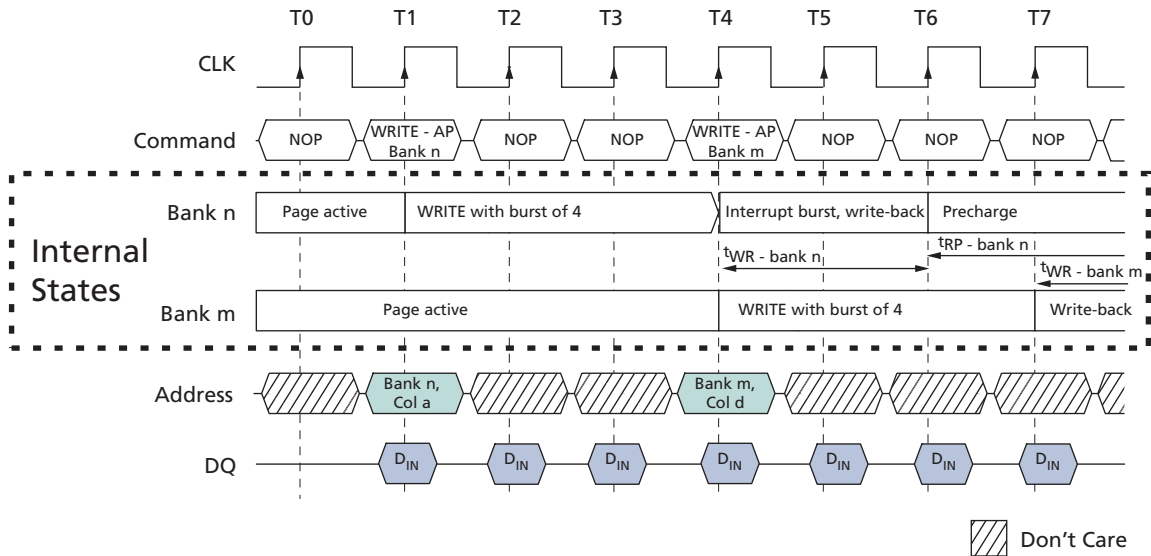 T0 T1 T2 T3 T4 T5 T6 T7
CLK
Command NOP WRITE - AP Bank n NOP NOP WRITE - AP Bank m NOP NOP NOP
Internal States
Bank n Page active WRITE with burst of 4 Interrupt burst, write-back Precharge
tWR - bank n tRP - bank n
tWR - bank m
Bank m Page active WRITE with burst of 4 Write-back
Address Bank n, Col a Bank m, Col d
DQ DIN DIN DIN DIN DIN DIN DIN
Don't Care